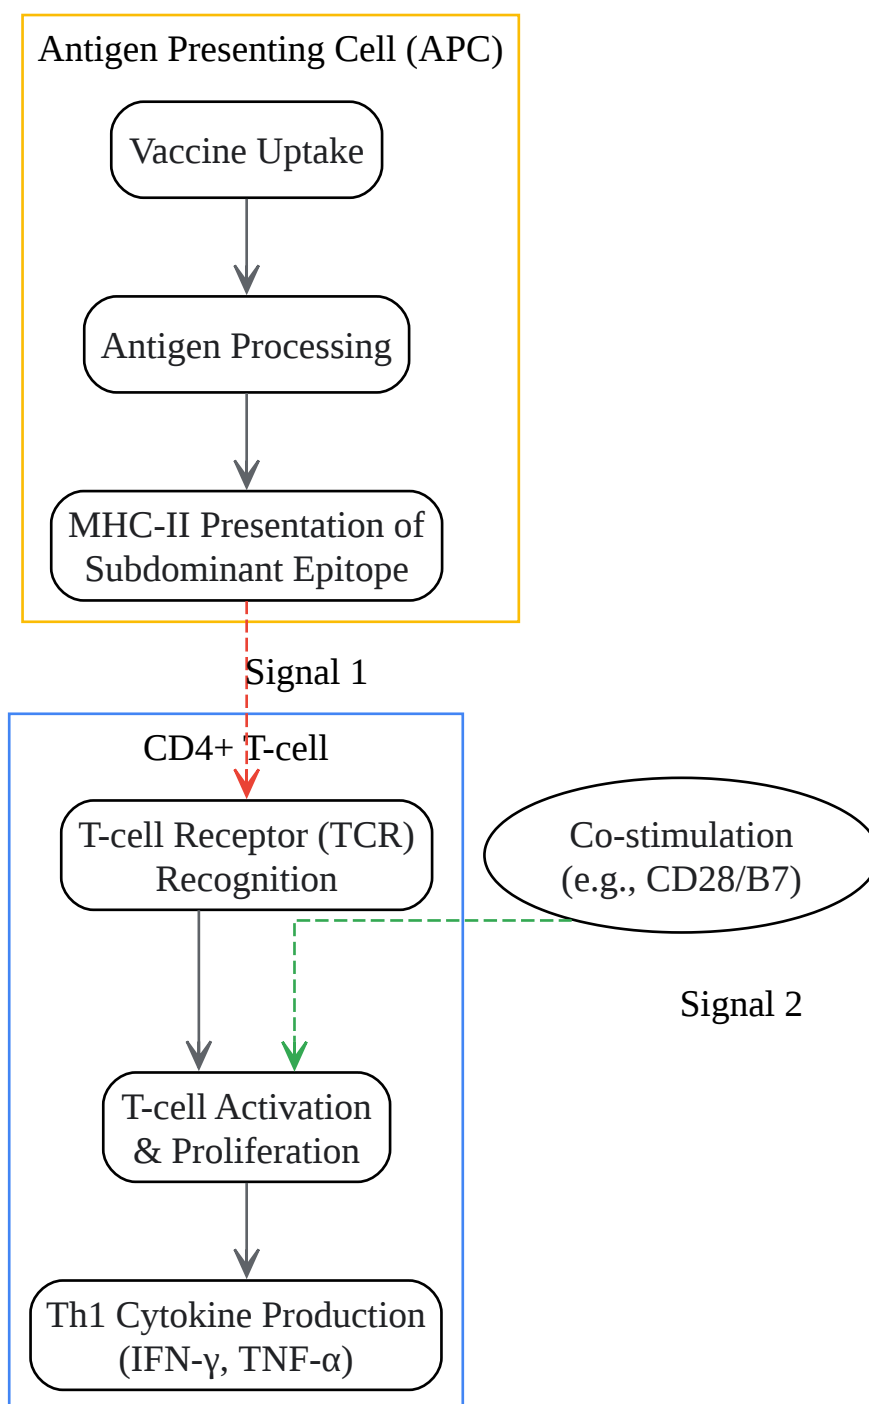 Antigen Presenting Cell (APC)
Vaccine Uptake
Antigen Processing
MHC-II Presentation of
Subdominant Epitope
Signal 1
CD4+ T-cell
T-cell Receptor (TCR)
Recognition
Co-stimulation
(e.g., CD28/B7)
Signal 2
T-cell Activation
& Proliferation
Th1 Cytokine Production
(IFN-γ, TNF-α)